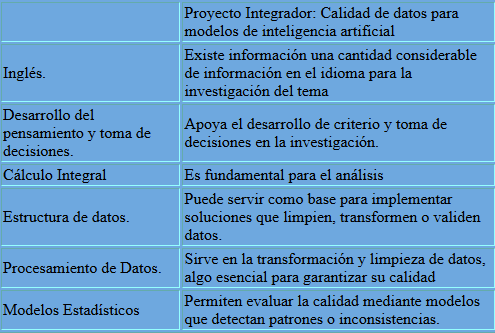 Proyecto Integrador: Calidad de datos para
modelos de inteligencia artificial
Inglés.
Existe información una cantidad considerable
de información en el idioma para la
investigación del tema
Desarrollo del
pensamiento y toma de
decisiones.
Apoya el desarrollo de criterio y toma de
decisiones en la investigación.
Cálculo Integral
Es fundamental para el análisis
Estructura de datos.
Puede servir como base para implementar
soluciones que limpien, transformen o validen
datos.
Procesamiento de Datos.
Sirve en la transformación y limpieza de datos,
algo esencial para garantizar su calidad
Modelos Estadísticos
Permiten evaluar la calidad mediante modelos
que detectan patrones o inconsistencias.